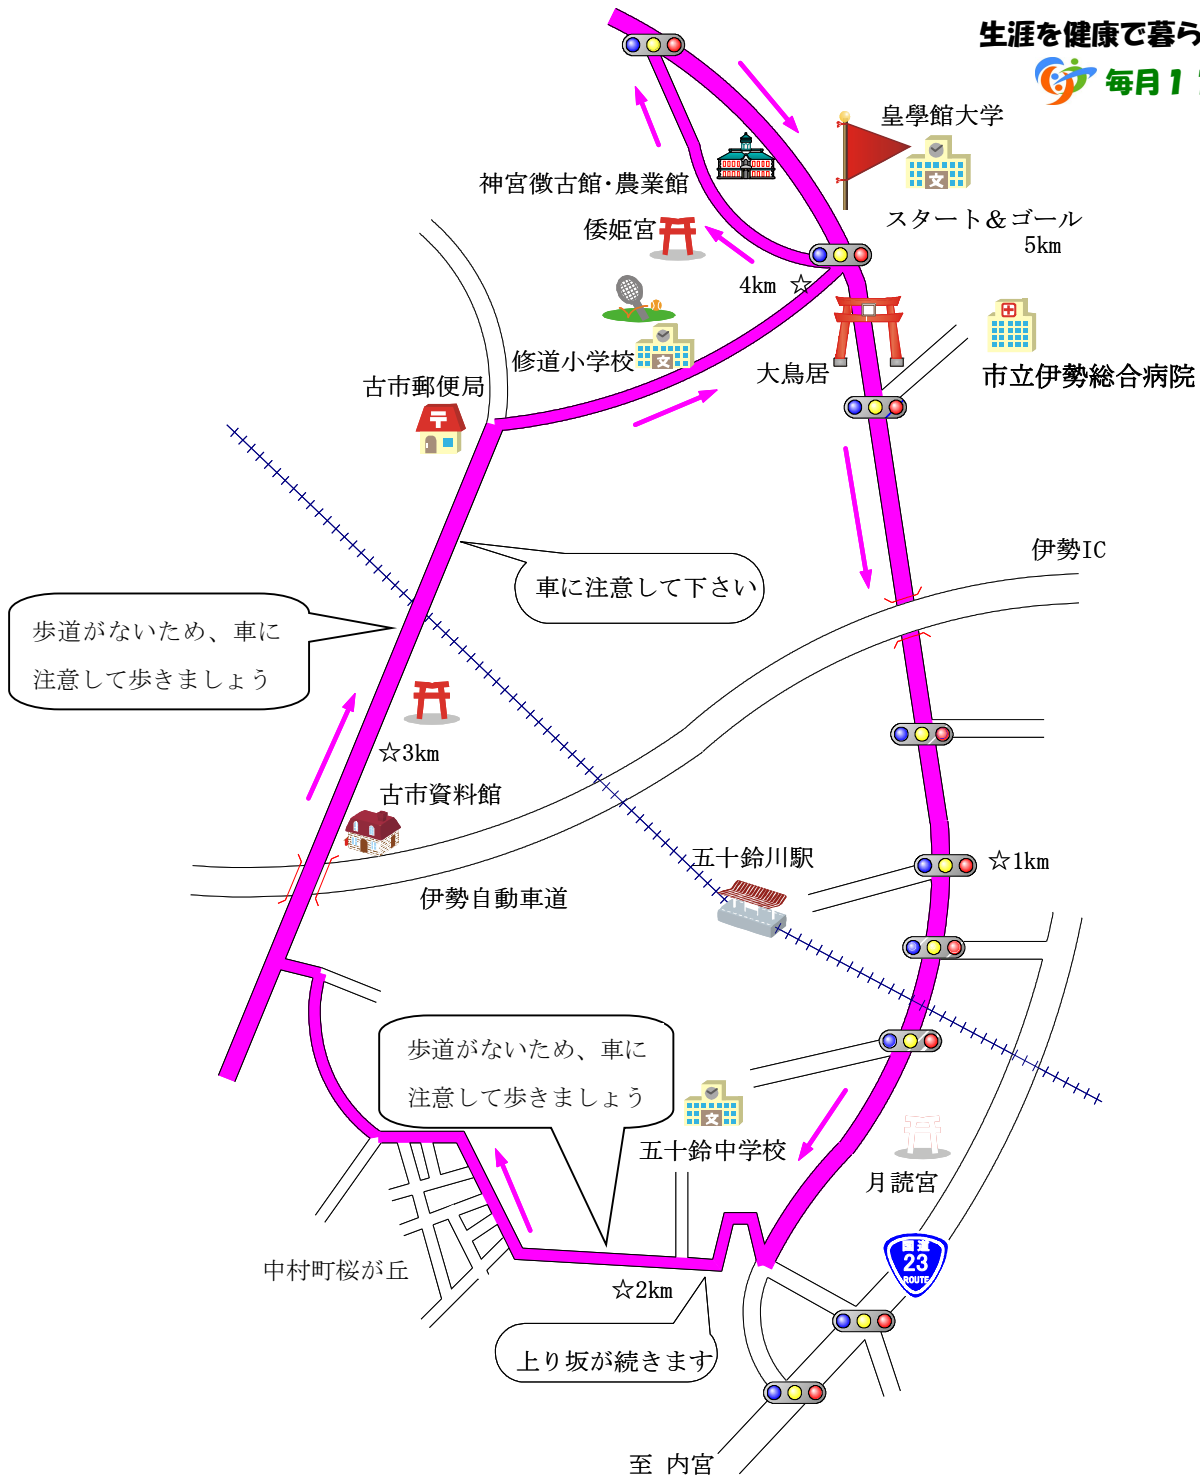 生涯を健康で暮ら
毎月１
皇學館大学
神宮徴古館･農業館
スタート＆ゴール
5km
倭姫宮
4km ☆
修道小学校
大鳥居
市立伊勢総合病院
古市郵便局
伊勢IC
車に注意して下さい
歩道がないため、車に
注意して歩きましょう
☆3km
古市資料館
五十鈴川駅
☆1km
伊勢自動車道
歩道がないため、車に
注意して歩きましょう
五十鈴中学校
月読宮
中村町桜が丘
国道
23
ROUTE
☆2km
上り坂が続きます
至 内宮
文
文
文